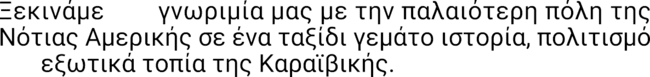 Ξεκινάμε γνωριμία μας με την παλαιότερη πόλη της
Νότιας Αμερικής σε ένα ταξίδι γεμάτο ιστορία, πολιτισμό
εξωτικά τοπία της Καραϊβικής.